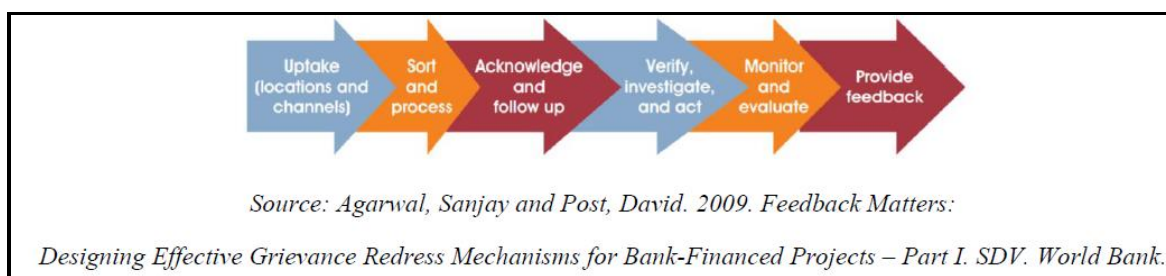 Uptake
(locations and
channels)
Sort
and
process
Acknowledge
and
follow up
Verify,
investigate,
and act
Monitor
and
evaluate
Provide
feedback
Source: Agarwal, Sanjay and Post, David. 2009. Feedback Matters:
Designing Effective Grievance Redress Mechanisms for Bank-Financed Projects – Part I. SDV. World Bank.